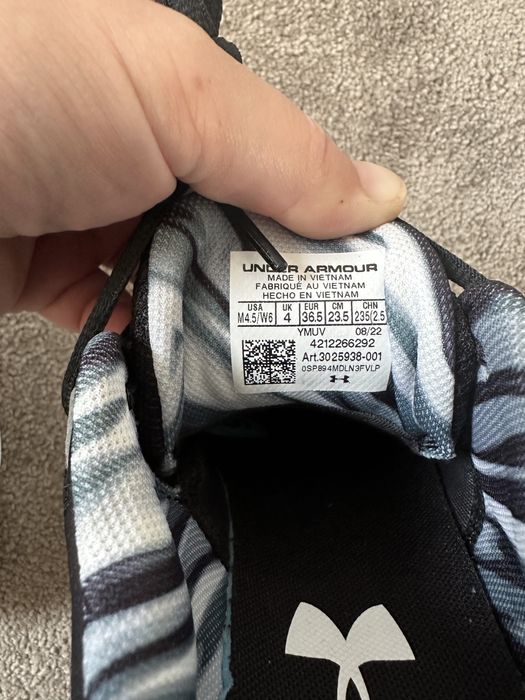 UNDER ARMOUR
MADE IN VIETNAM
FABRIQUÉ AU VIETNAM
HECHO EN VIETNAM
USA UK EUR CM CHN
M4.5/W6 4 36.5 23.5 235(2.5
YMUV 08/22
4212266292
Art.3025938-001
0SP894MDLN3FVLP